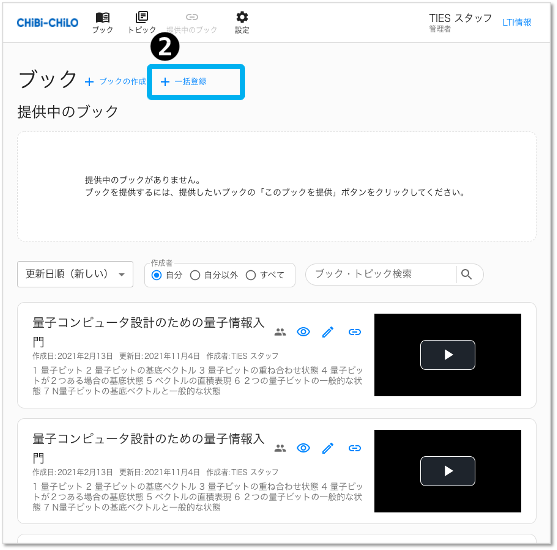 CHiBi-CHiLO
ブック
トピック
提供中のブック
設定
TIES スタッフ
管理者
LTI情報
2
ブック
+ ブックの作成
+ 一括登録
提供中のブック
提供中のブックがありません。
ブックを提供するには、提供したいブックの「このブックを提供」ボタンをクリックしてください。
更新日順（新しい）
作成者
自分
自分以外
すべて
ブック・トピック検索
量子コンピュータ設計のための量子情報入
門
作成日:2021年2月13日 更新日:2021年11月4日 作成者:TIES スタッフ
1 量子ビット 2 量子ビットの基底ベクトル 3 量子ビットの重ね合わせ状態 4 量子ビッ
トが２つある場合の基底状態 5 ベクトルの直積表現 6 ２つの量子ビットの一般的な状
態 7 N量子ビットの基底ベクトルと一般的な状態
量子コンピュータ設計のための量子情報入
門
作成日:2021年2月13日 更新日:2021年11月4日 作成者:TIES スタッフ
1 量子ビット 2 量子ビットの基底ベクトル 3 量子ビットの重ね合わせ状態 4 量子ビッ
トが２つある場合の基底状態 5 ベクトルの直積表現 6 ２つの量子ビットの一般的な状
態 7 N量子ビットの基底ベクトルと一般的な状態